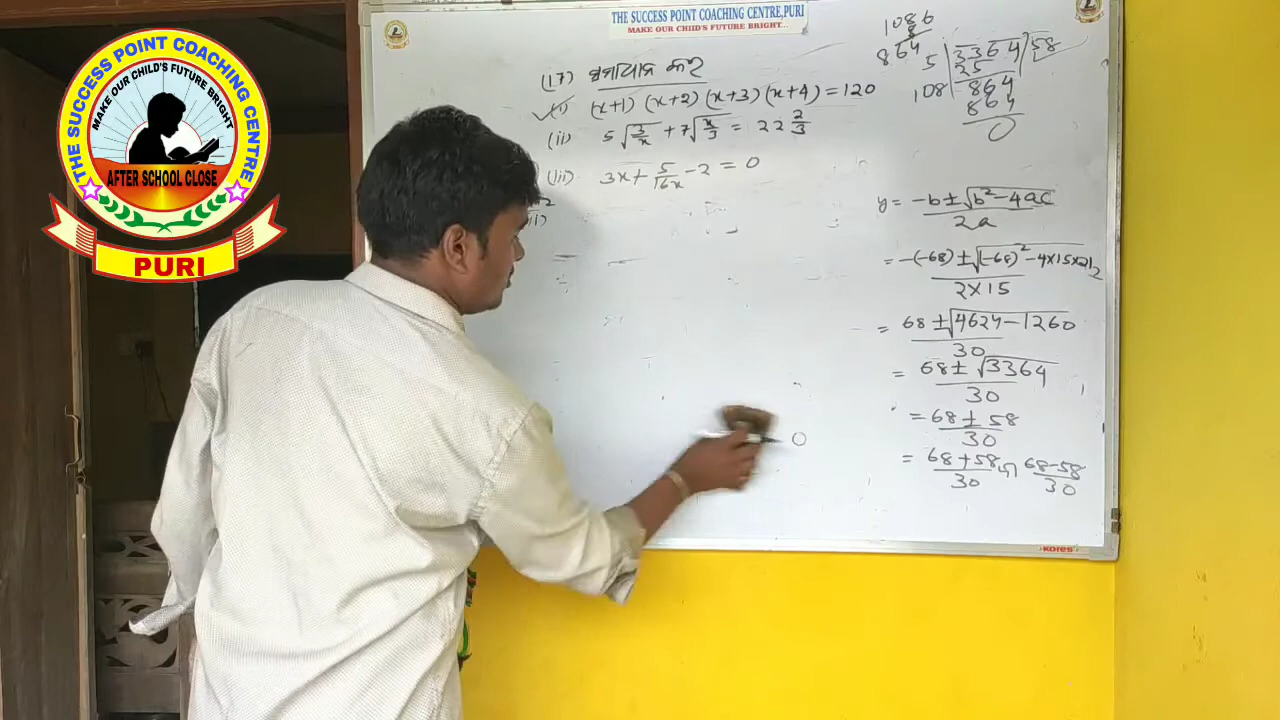 THE SUCCESS POINT COACHING CENTRE
MAKE OUR CHILD'S FUTURE BRIGHT
AFTER SCHOOL CLOSE
PURI
THE SUCCESS POINT COACHING CENTRE,PURI
MAKE OUR CHILD'S FUTURE BRIGHT...
(17) ସମାଧାନ କର
(i) (x+1) (x+2) (x+3) (x+4) = 120
(ii) 5√(3/x) + 7√(x/3) = 22 2/3
(iii) 3x + 5/(16x) - 2 = 0
0
108 6
864
5 | 3364 | 58
25
108 | 864
864
0
y = (-b ± √(b² - 4ac))/2a
= (-(-68) ± √((-68)² - 4×15×21))/(2×15)
= (68 ± √(4624 - 1260))/30
= (68 ± √3364)/30
= (68 ± 58)/30
= (68 + 58)/30 (68 - 58)/30
kores